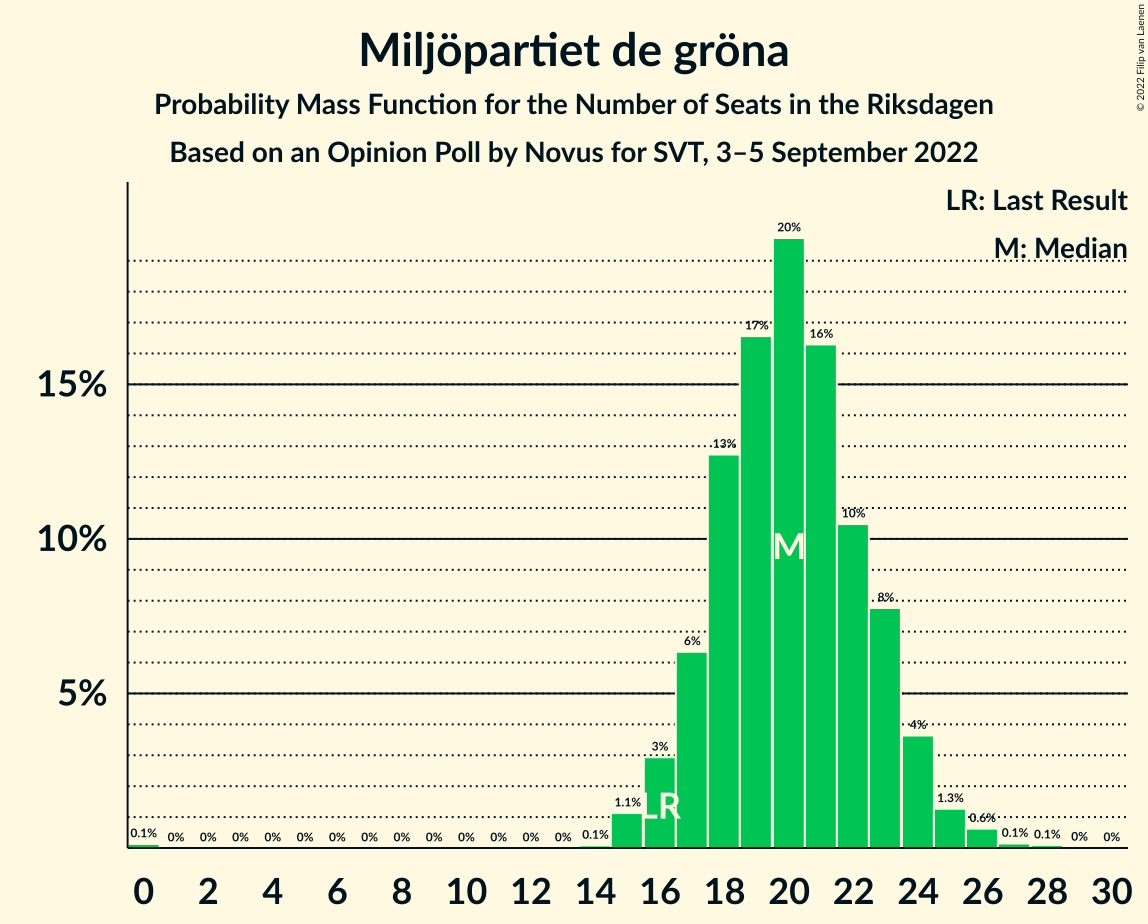 Miljöpartiet de gröna
Probability Mass Function for the Number of Seats in the Riksdagen
Based on an Opinion Poll by Novus for SVT, 3–5 September 2022
© 2022 Filip van Laenen
LR: Last Result
M: Median
15%
10%
5%
0.1% 0% 0% 0% 0% 0% 0% 0% 0% 0% 0% 0% 0% 0% 0.1% 1.1% 3% 6% 13% 17% 20% 16% 10% 8% 4% 1.3% 0.6% 0.1% 0.1% 0% 0%
M
LR
0 2 4 6 8 10 12 14 16 18 20 22 24 26 28 30